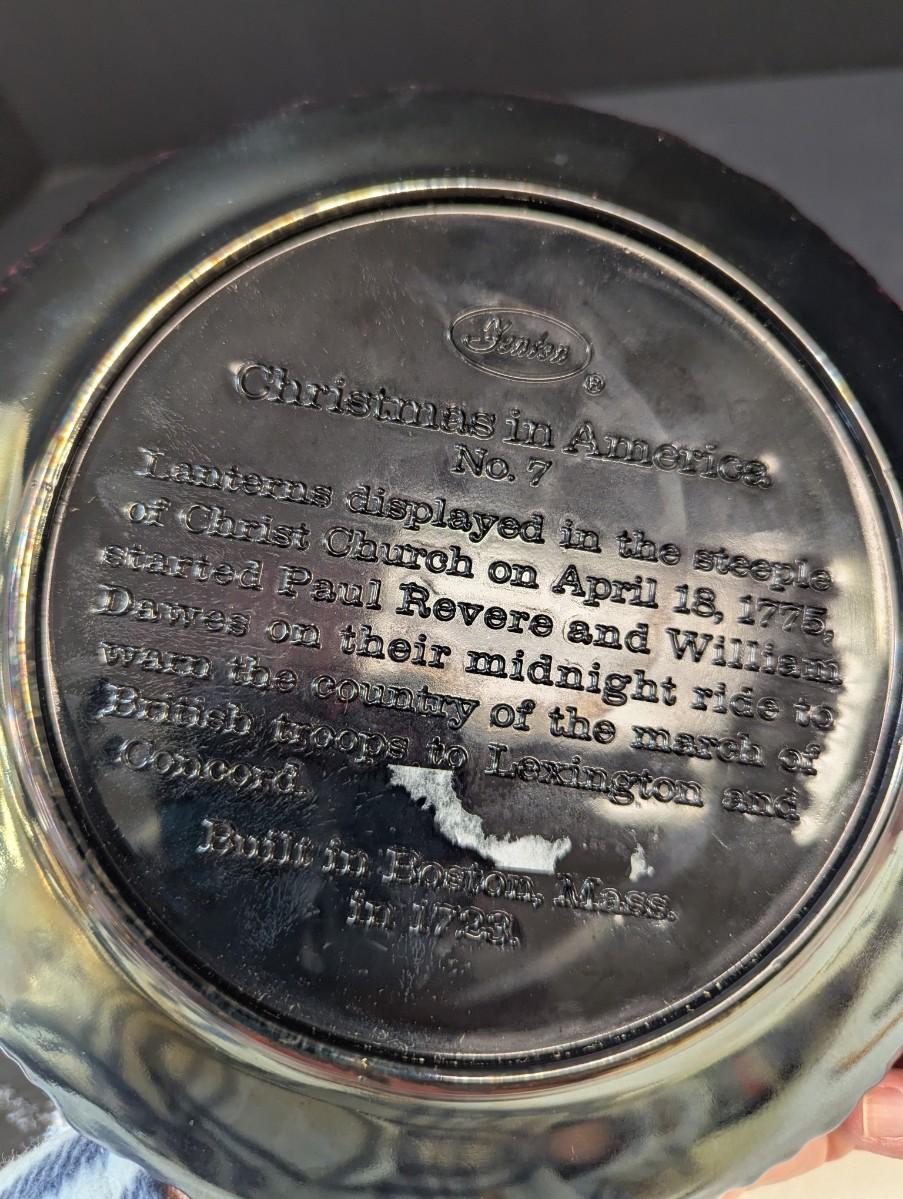 Fenton
®
Christmas in America
No. 7
Lanterns displayed in the steeple
of Christ Church on April 18, 1775,
started Paul Revere and William
Dawes on their midnight ride to
warn the country of the march of
British troops to Lexington and
Concord.
Built in Boston, Mass.
in 1723.